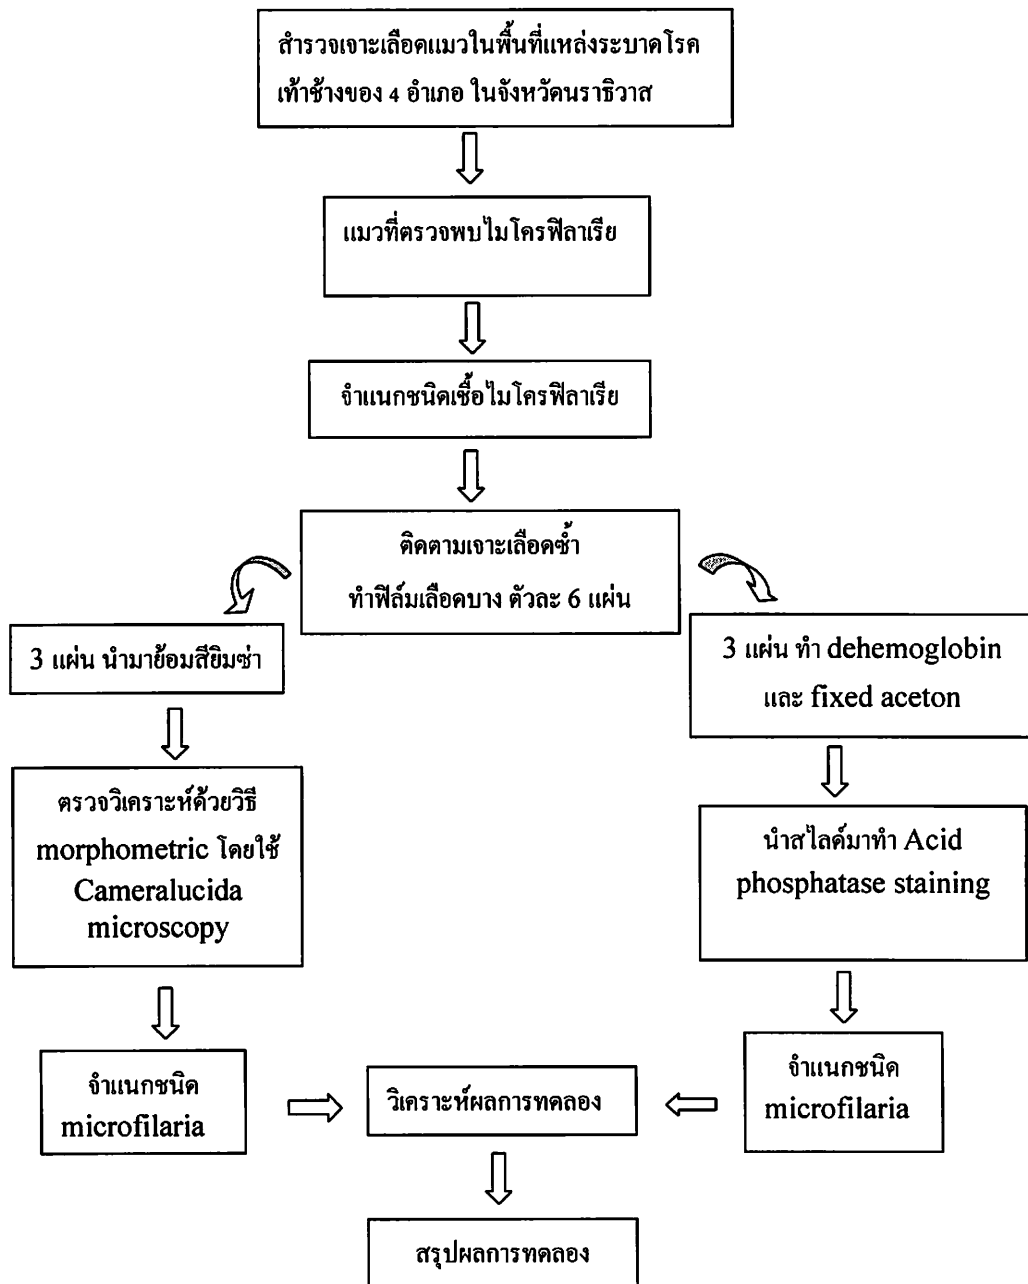 สำรวจเจาะเลือดแมวในพื้นที่แหล่งระบาดโรค
เท้าช้างของ 4 อำเภอ ในจังหวัดนราธิวาส
แมวที่ตรวจพบไมโครฟิลาเรีย
จำแนกชนิดเชื้อไมโครฟิลาเรีย
ติดตามเจาะเลือดซ้ำ
ทำฟิล์มเลือดบาง ตัวละ 6 แผ่น
3 แผ่น นำมาย้อมสียิมซ่า
3 แผ่น ทำ dehemoglobin
และ fixed aceton
ตรวจวิเคราะห์ด้วยวิธี
morphometric โดยใช้
Cameralucida
microscopy
นำสไลด์มาทำ Acid
phosphatase staining
จำแนกชนิด
microfilaria
วิเคราะห์ผลการทดลอง
จำแนกชนิด
microfilaria
สรุปผลการทดลอง